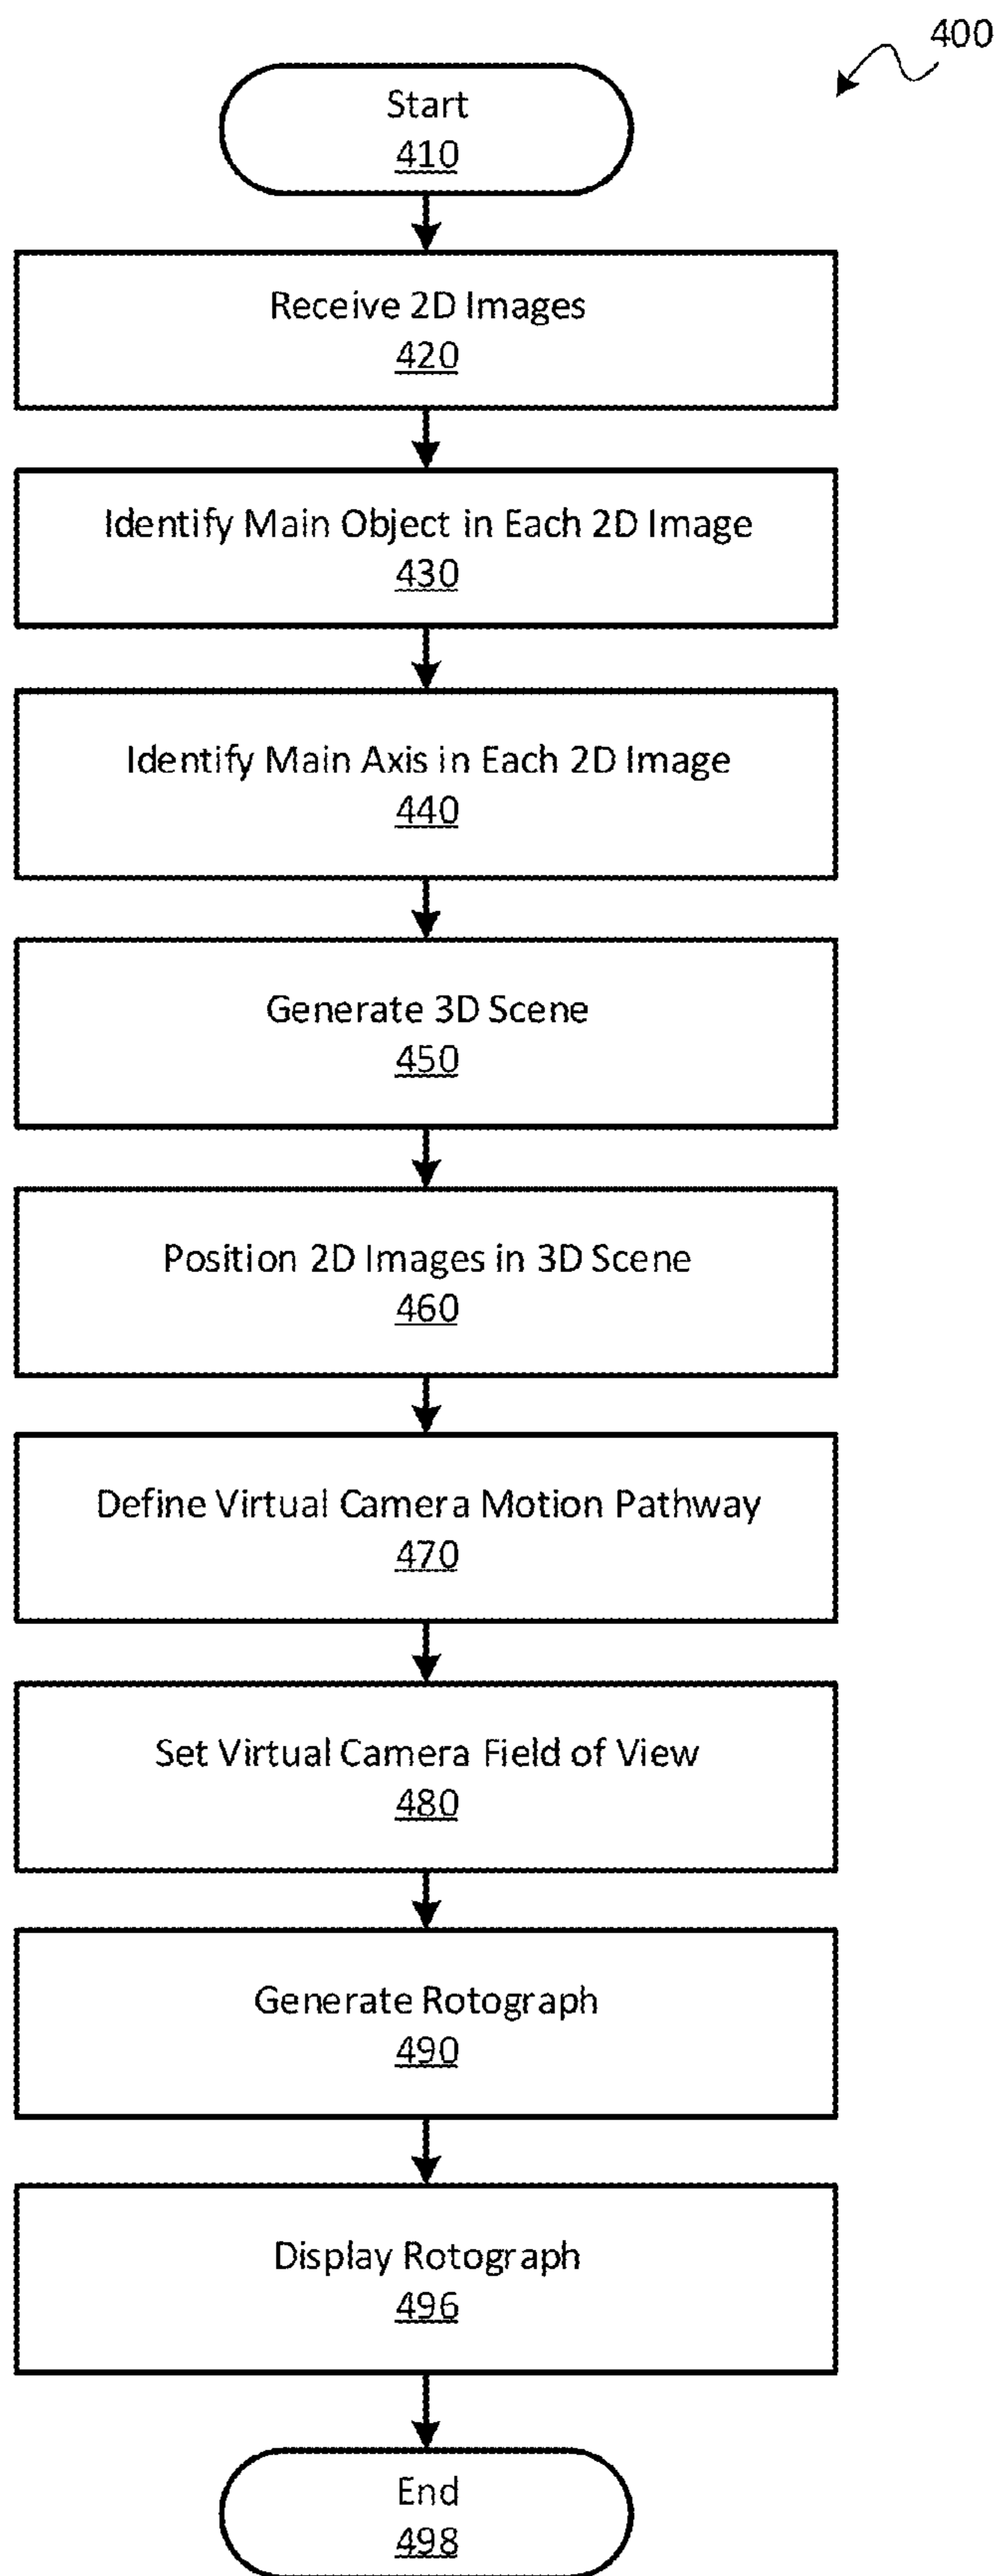 400
Start
410
Receive 2D Images
420
Identify Main Object in Each 2D Image
430
Identify Main Axis in Each 2D Image
440
Generate 3D Scene
450
Position 2D Images in 3D Scene
460
Define Virtual Camera Motion Pathway
470
Set Virtual Camera Field of View
480
Generate Rotograph
490
Display Rotograph
496
End
498